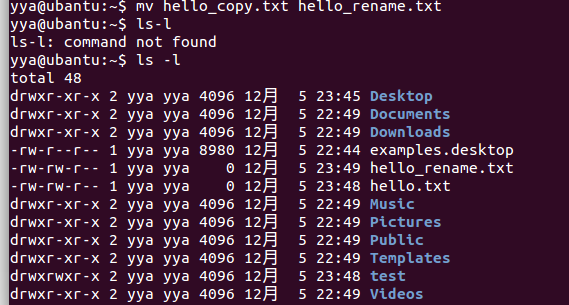 yya@ubantu:~$ mv hello_copy.txt hello_rename.txt
yya@ubantu:~$ ls-l
ls-l: command not found
yya@ubantu:~$ ls -l
total 48
drwxr-xr-x 2 yya yya 4096 12月  5 23:45 Desktop
drwxr-xr-x 2 yya yya 4096 12月  5 22:49 Documents
drwxr-xr-x 2 yya yya 4096 12月  5 22:49 Downloads
-rw-r--r-- 1 yya yya 8980 12月  5 22:44 examples.desktop
-rw-rw-r-- 1 yya yya    0 12月  5 23:49 hello_rename.txt
-rw-rw-r-- 1 yya yya    0 12月  5 23:48 hello.txt
drwxr-xr-x 2 yya yya 4096 12月  5 22:49 Music
drwxr-xr-x 2 yya yya 4096 12月  5 22:49 Pictures
drwxr-xr-x 2 yya yya 4096 12月  5 22:49 Public
drwxr-xr-x 2 yya yya 4096 12月  5 22:49 Templates
drwxrwxr-x 2 yya yya 4096 12月  5 23:48 test
drwxr-xr-x 2 yya yya 4096 12月  5 22:49 Videos